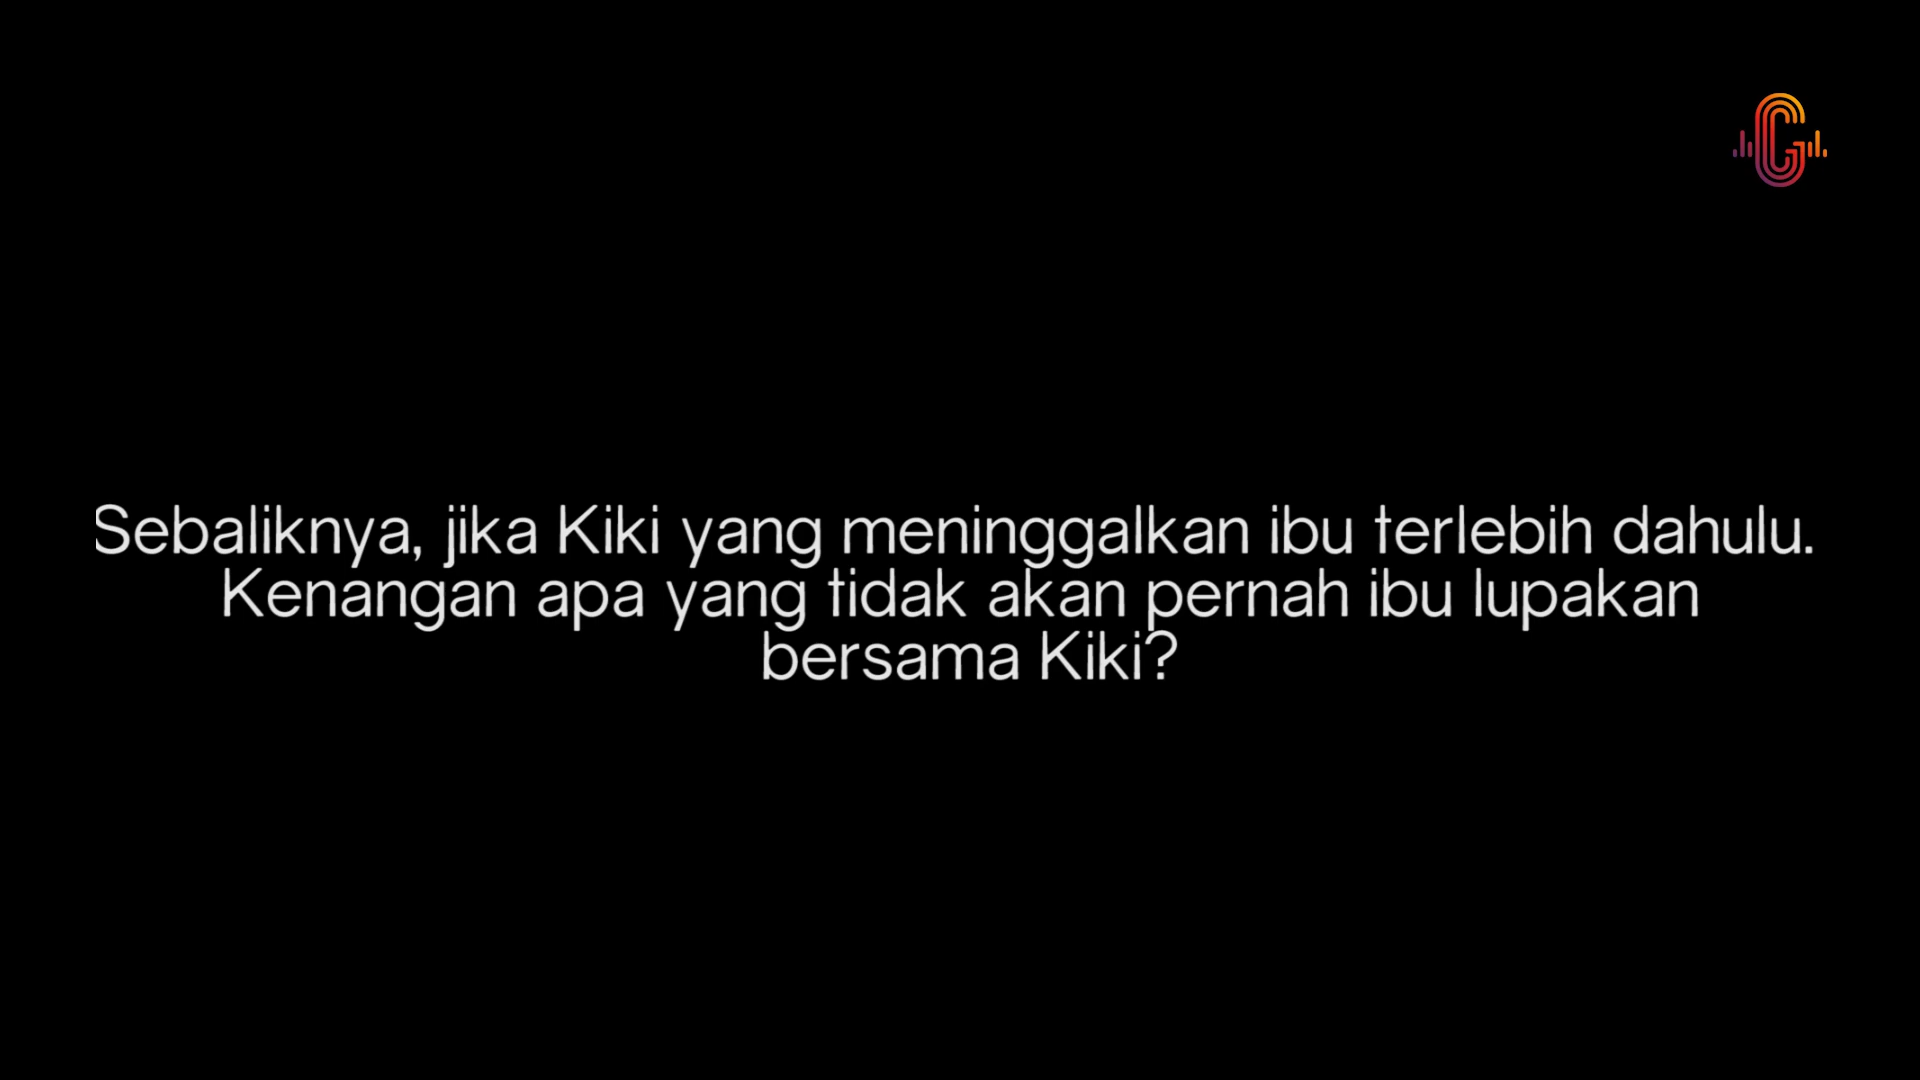 Sebaliknya, jika Kiki yang meninggalkan ibu terlebih dahulu.
Kenangan apa yang tidak akan pernah ibu lupakan
bersama Kiki?